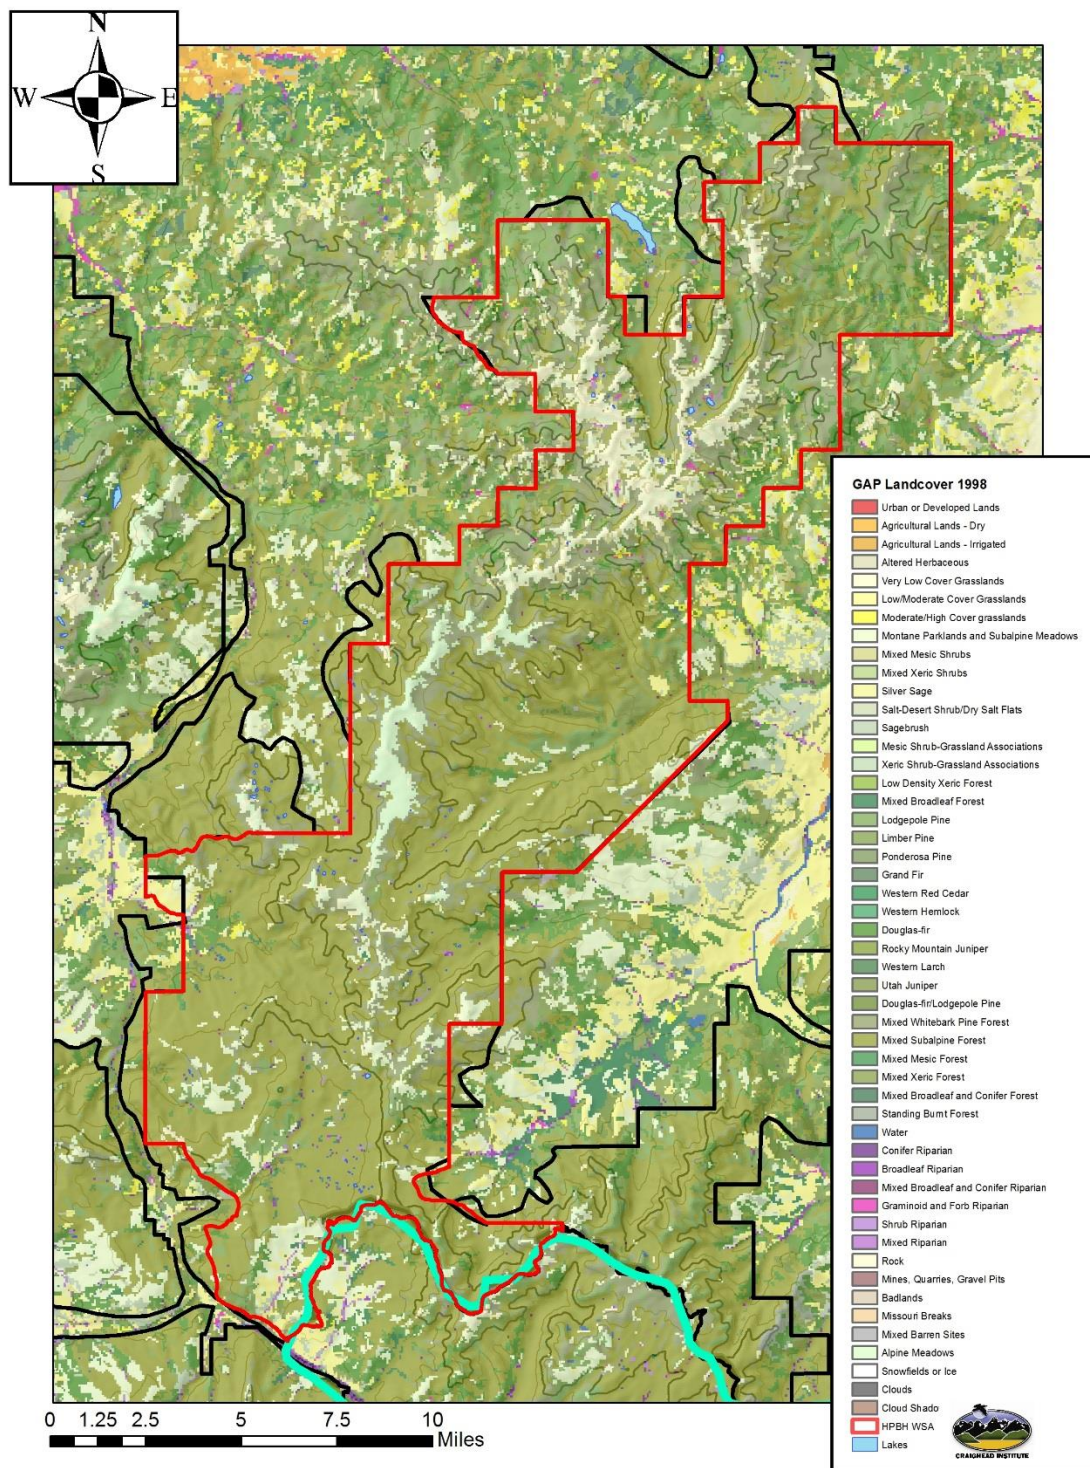 N
W
E
S
GAP Landcover 1998
Urban or Developed Lands
Agricultural Lands - Dry
Agricultural Lands - Irrigated
Altered Herbaceous
Very Low Cover Grasslands
Low/Moderate Cover Grasslands
Moderate/High Cover grasslands
Montane Parklands and Subalpine Meadows
Mixed Mesic Shrubs
Mixed Xeric Shrubs
Silver Sage
Salt-Desert Shrub/Dry Salt Flats
Sagebrush
Mesic Shrub-Grassland Associations
Xeric Shrub-Grassland Associations
Low Density Xeric Forest
Mixed Broadleaf Forest
Lodgepole Pine
Limber Pine
Ponderosa Pine
Grand Fir
Western Red Cedar
Western Hemlock
Douglas-fir
Rocky Mountain Juniper
Western Larch
Utah Juniper
Douglas-fir/Lodgepole Pine
Mixed Whitebark Pine Forest
Mixed Subalpine Forest
Mixed Mesic Forest
Mixed Xeric Forest
Mixed Broadleaf and Conifer Forest
Standing Burnt Forest
Water
Conifer Riparian
Broadleaf Riparian
Mixed Broadleaf and Conifer Riparian
Graminoid and Forb Riparian
Shrub Riparian
Mixed Riparian
Rock
Mines, Quarries, Gravel Pits
Badlands
Missouri Breaks
Mixed Barren Sites
Alpine Meadows
Snowfields or Ice
Clouds
Cloud Shado
HPBH WSA
Lakes
CRAIGHEAD INSTITUTE
0 1.25 2.5 5 7.5 10
Miles